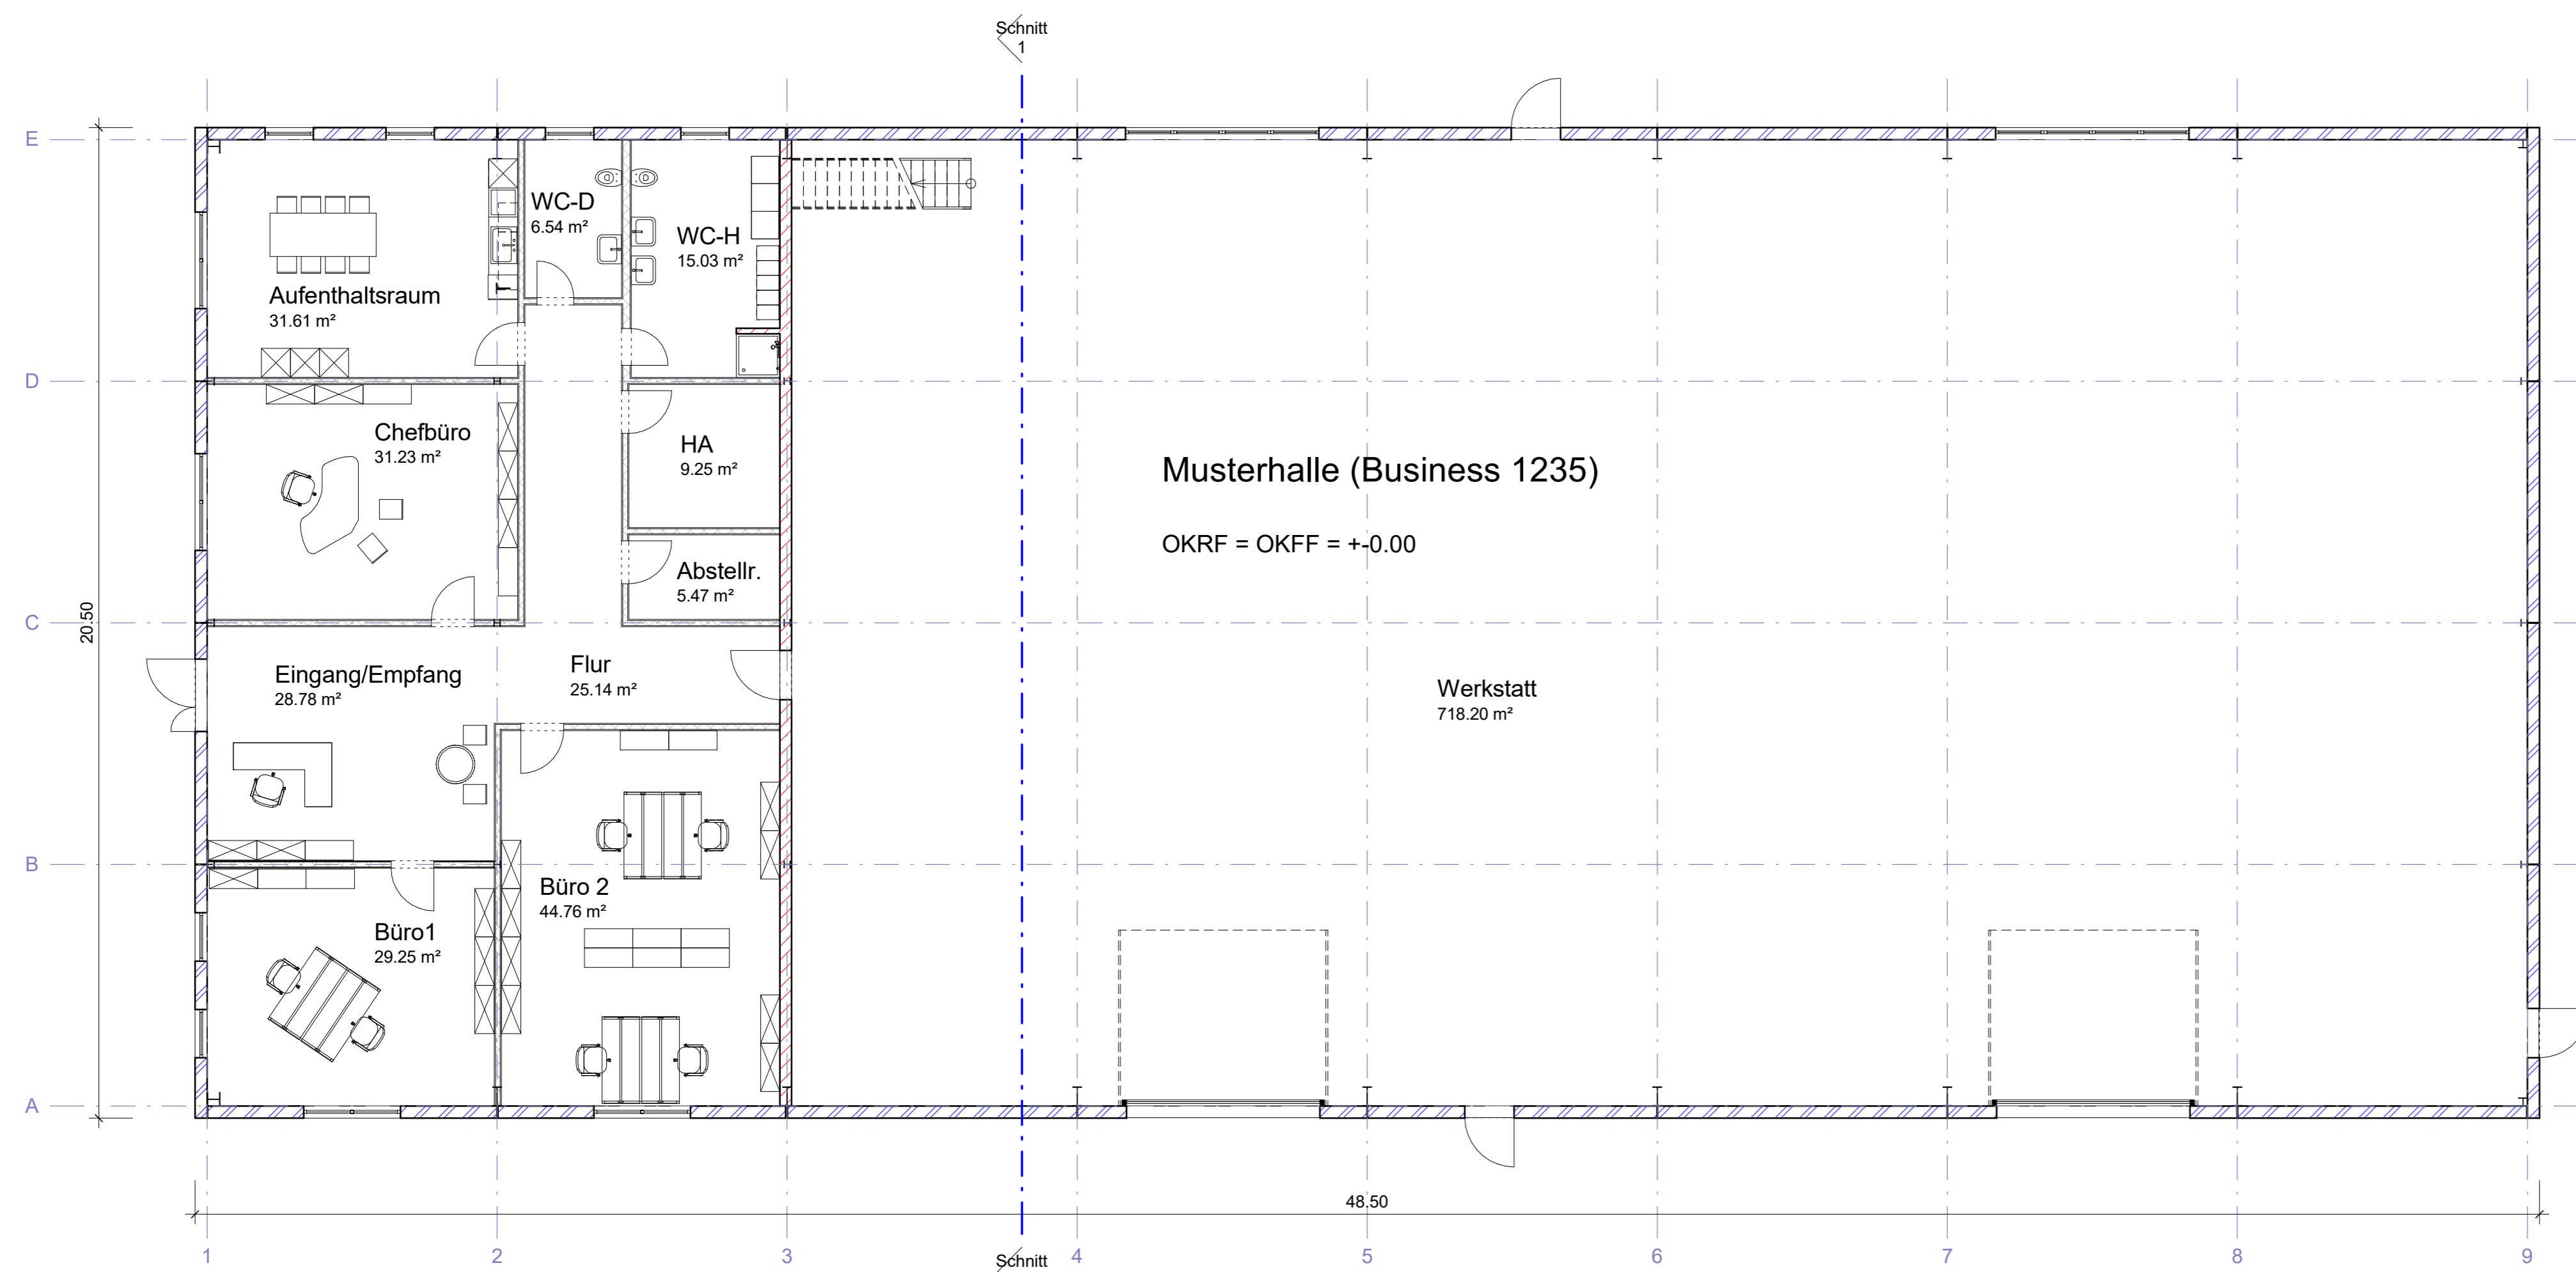 Schnitt
1
E
WC-D
6.54 m²
WC-H
15.03 m²
Aufenthaltsraum
31.61 m²
D
Chefbüro
31.23 m²
HA
9.25 m²
Musterhalle (Business 1235)
OKRF = OKFF = +-0.00
Abstellr.
5.47 m²
C
20.50
Eingang/Empfang
28.78 m²
Flur
25.14 m²
Werkstatt
718.20 m²
B
Büro 2
44.76 m²
Büro1
29.25 m²
A
48.50
1 2 3 4 5 6 7 8 9
Schnitt